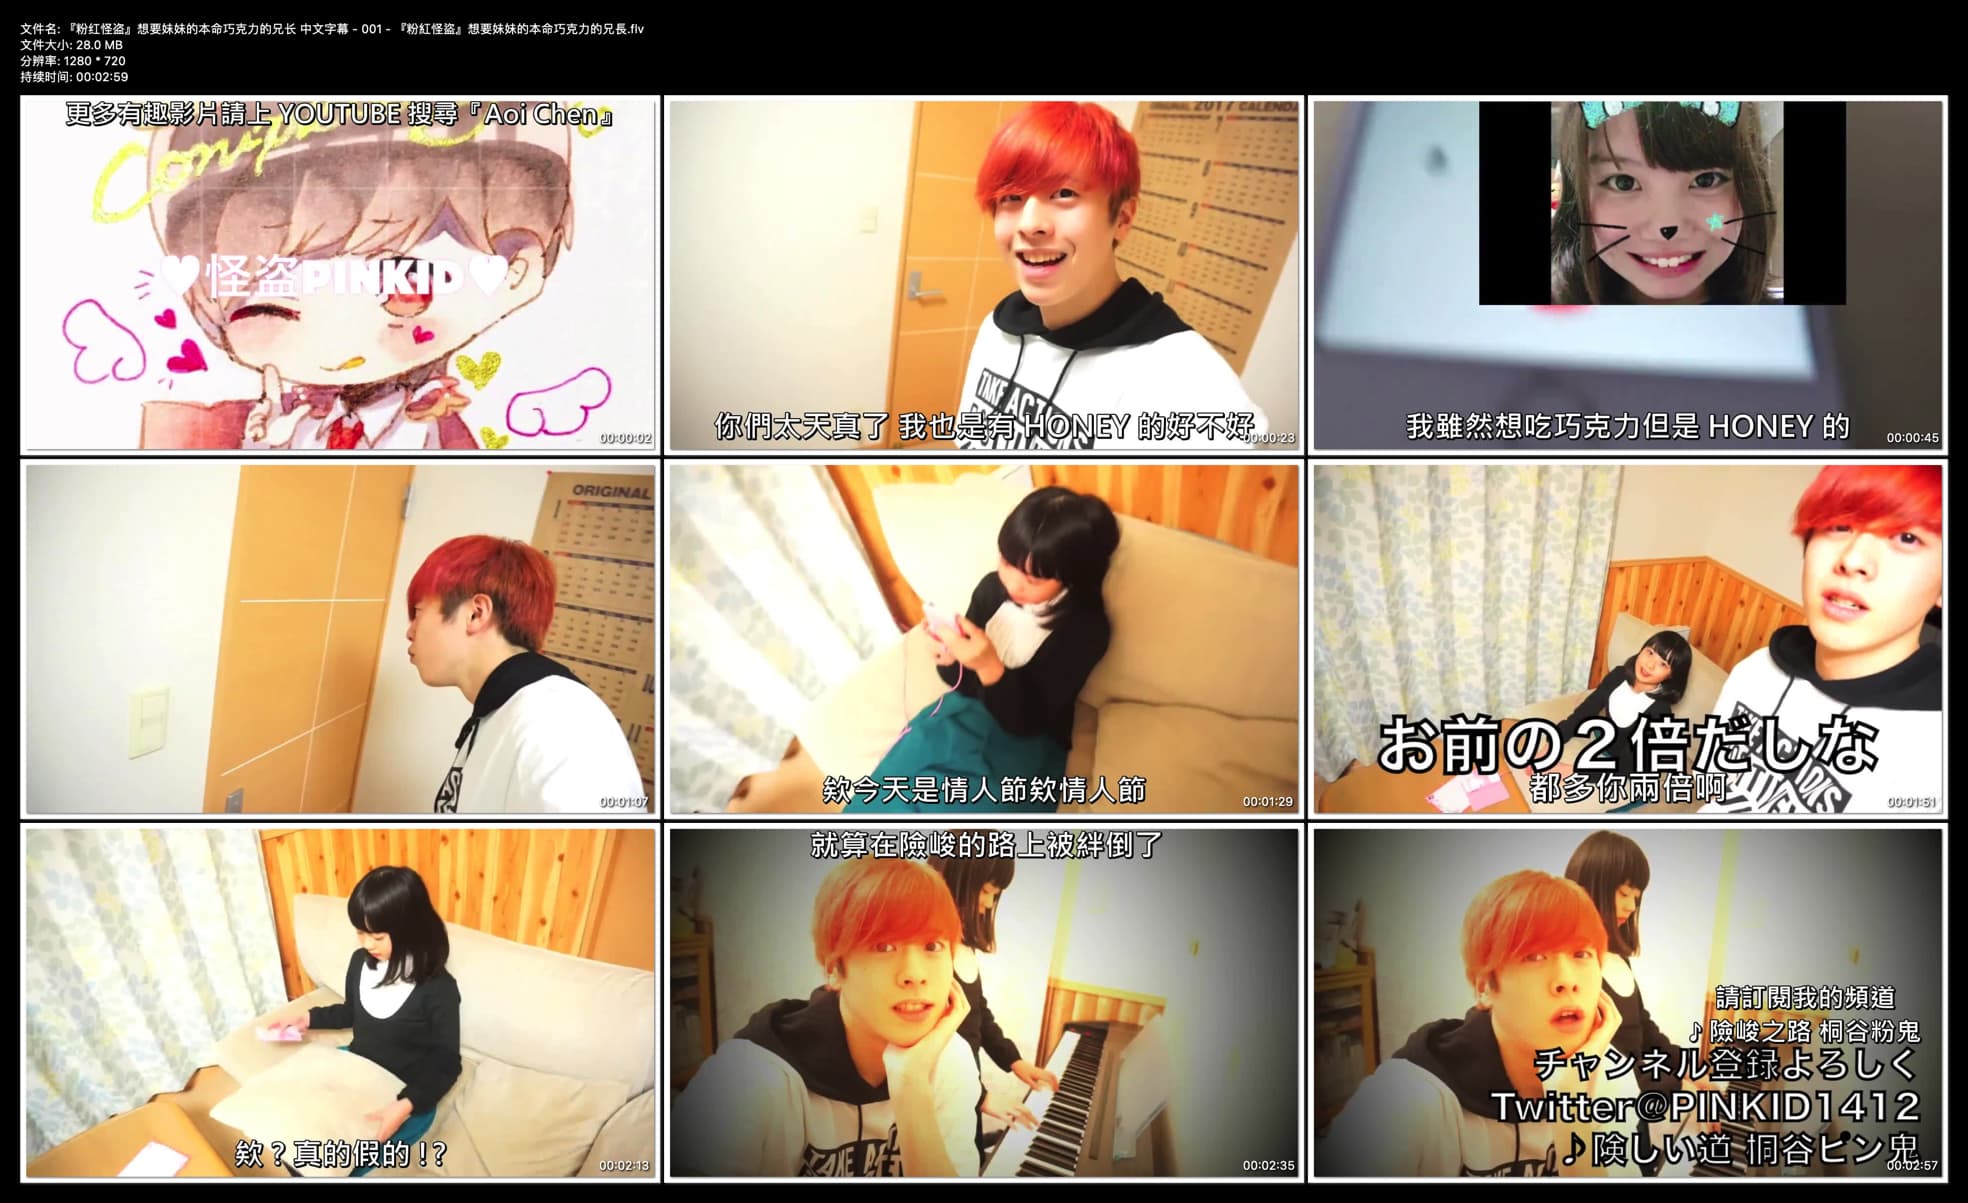 文件名: 『粉红怪盗』想要妹妹的本命巧克力的兄长 中文字幕 - 001 - 『粉紅怪盜』想要妹妹的本命巧克力的兄長.flv
文件大小: 28.0 MB
分辨率: 1280 * 720
持续时间: 00:02:59
更多有趣影片請上 YOUTUBE 搜尋『Aoi Chen』
♥怪盗PINKID♥
00:00:02
ORIGINAL 2017 CALENDA
TAKE ACTI
你們太天真了 我也是有 HONEY 的好不好
00:00:23
我雖然想吃巧克力但是 HONEY 的
00:00:45
ORIGINAL
00:01:07
欸今天是情人節欸情人節
00:01:29
お前の２倍だしな
都多你兩倍啊
00:01:51
欸？真的假的!?
00:02:13
就算在險峻的路上被絆倒了
00:02:35
請訂閱我的頻道
♪險峻之路 桐谷粉鬼
チャンネル登録よろしく
Twitter@PINKID1412
♪険しい道 桐谷ピン鬼
00:02:57